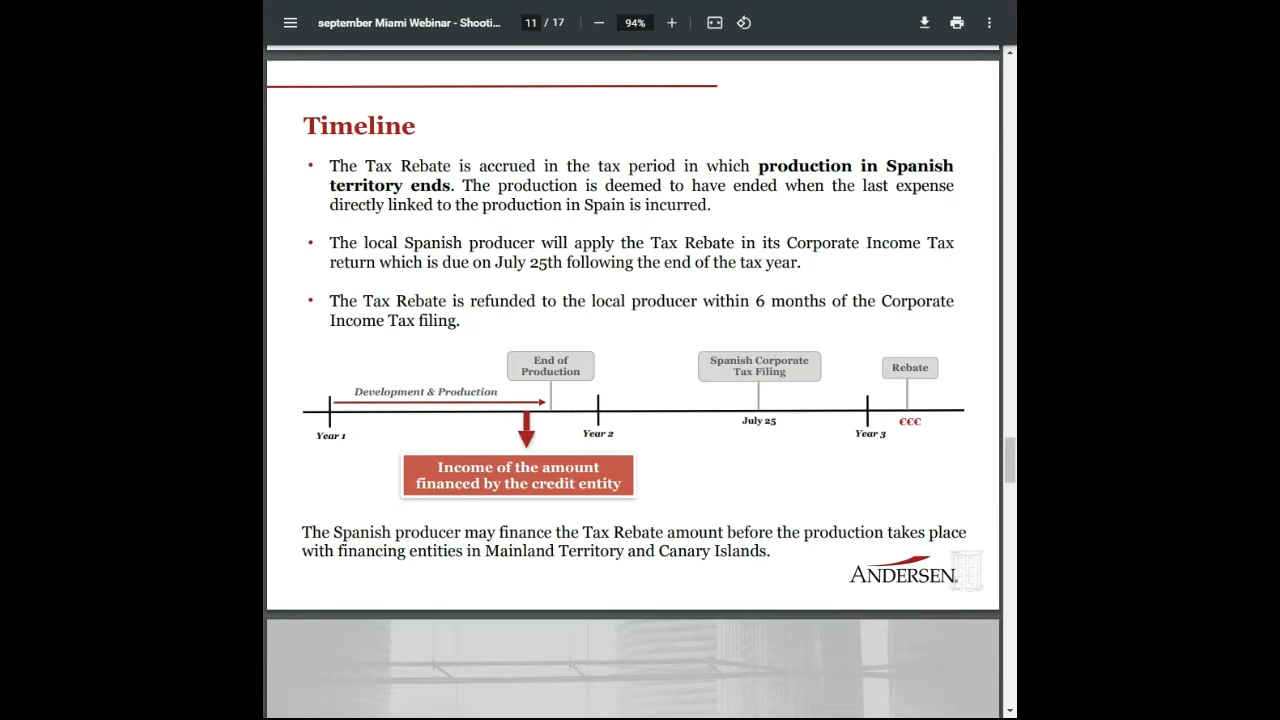 september Miami Webinar - Shooti...
11 / 17
94%
Timeline
• The Tax Rebate is accrued in the tax period in which production in Spanish
territory ends. The production is deemed to have ended when the last expense
directly linked to the production in Spain is incurred.
• The local Spanish producer will apply the Tax Rebate in its Corporate Income Tax
return which is due on July 25th following the end of the tax year.
• The Tax Rebate is refunded to the local producer within 6 months of the Corporate
Income Tax filing.
End of
Production
Spanish Corporate
Tax Filing
Rebate
Development & Production
Year 1
Year 2
July 25
Year 3
€€€
Income of the amount
financed by the credit entity
The Spanish producer may finance the Tax Rebate amount before the production takes place
with financing entities in Mainland Territory and Canary Islands.
ANDERSEN®